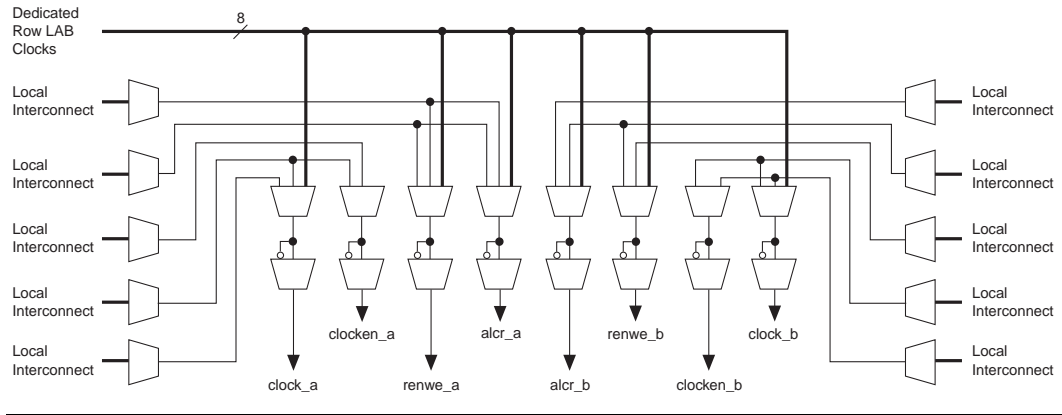 Dedicated
Row LAB
Clocks
8
Local
Interconnect
Local
Interconnect
Local
Interconnect
Local
Interconnect
Local
Interconnect
Local
Interconnect
Local
Interconnect
Local
Interconnect
Local
Interconnect
Local
Interconnect
clocken_a
alcr_a
renwe_b
clock_b
clock_a
renwe_a
alcr_b
clocken_b